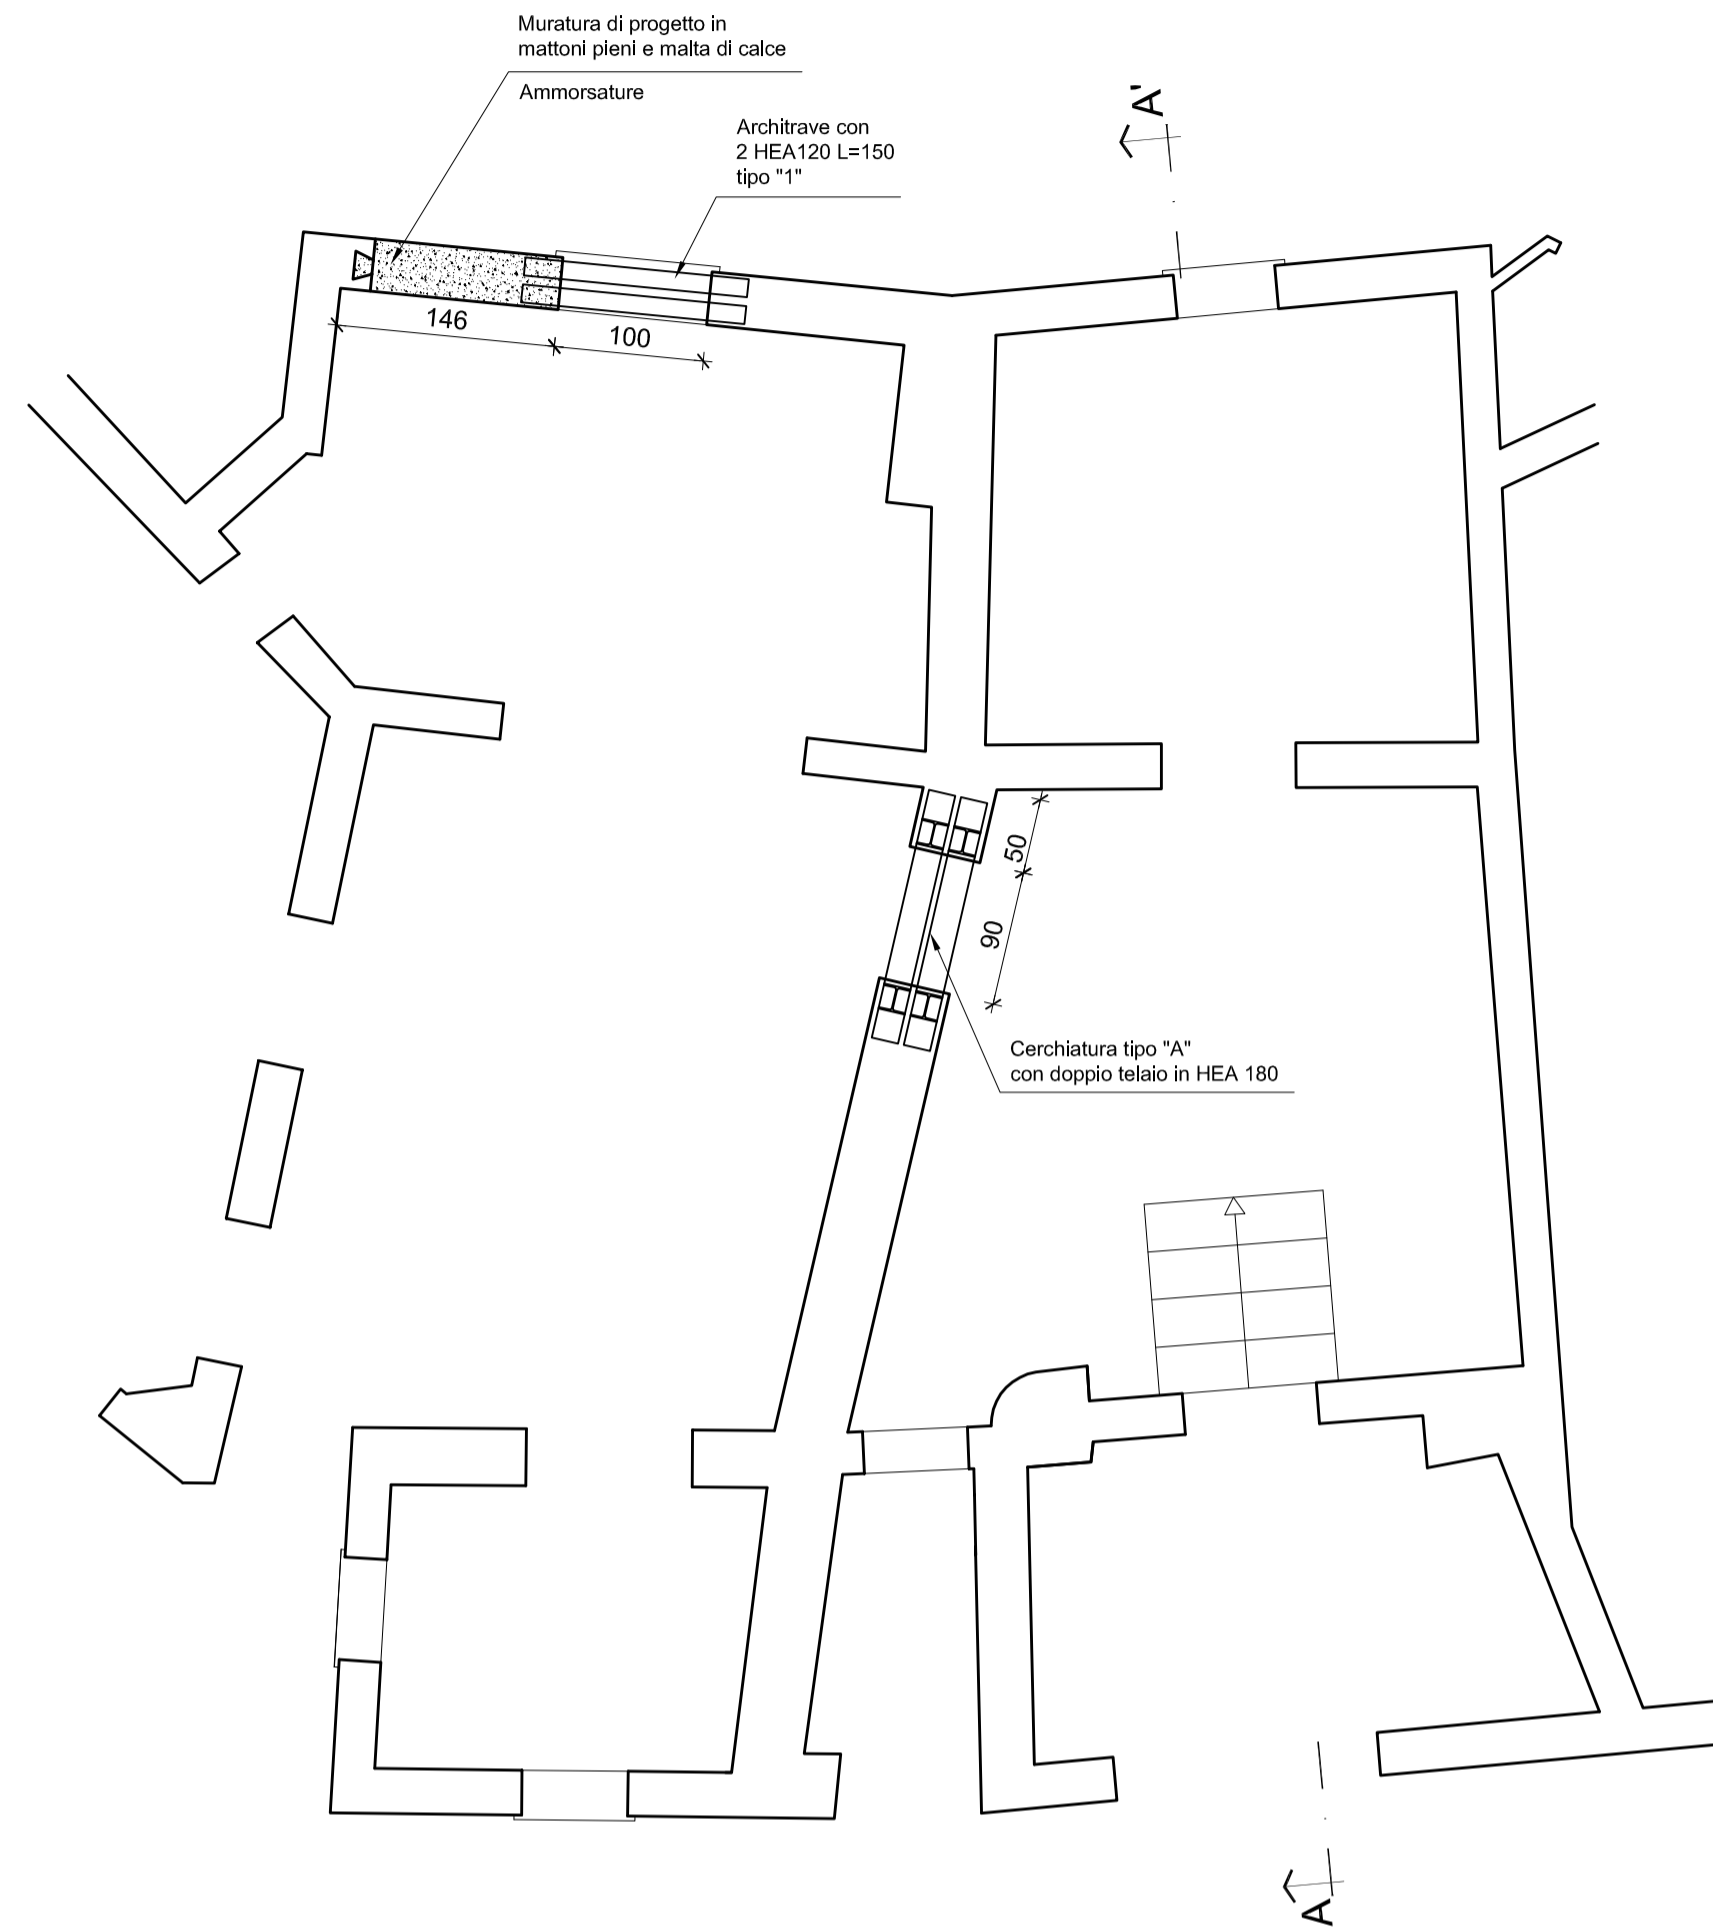 Muratura di progetto in
mattoni pieni e malta di calce
Ammorsature
Architrave con
2 HEA120 L=150
tipo "1"
A'
146
100
50
90
Cerchiatura tipo "A"
con doppio telaio in HEA 180
A